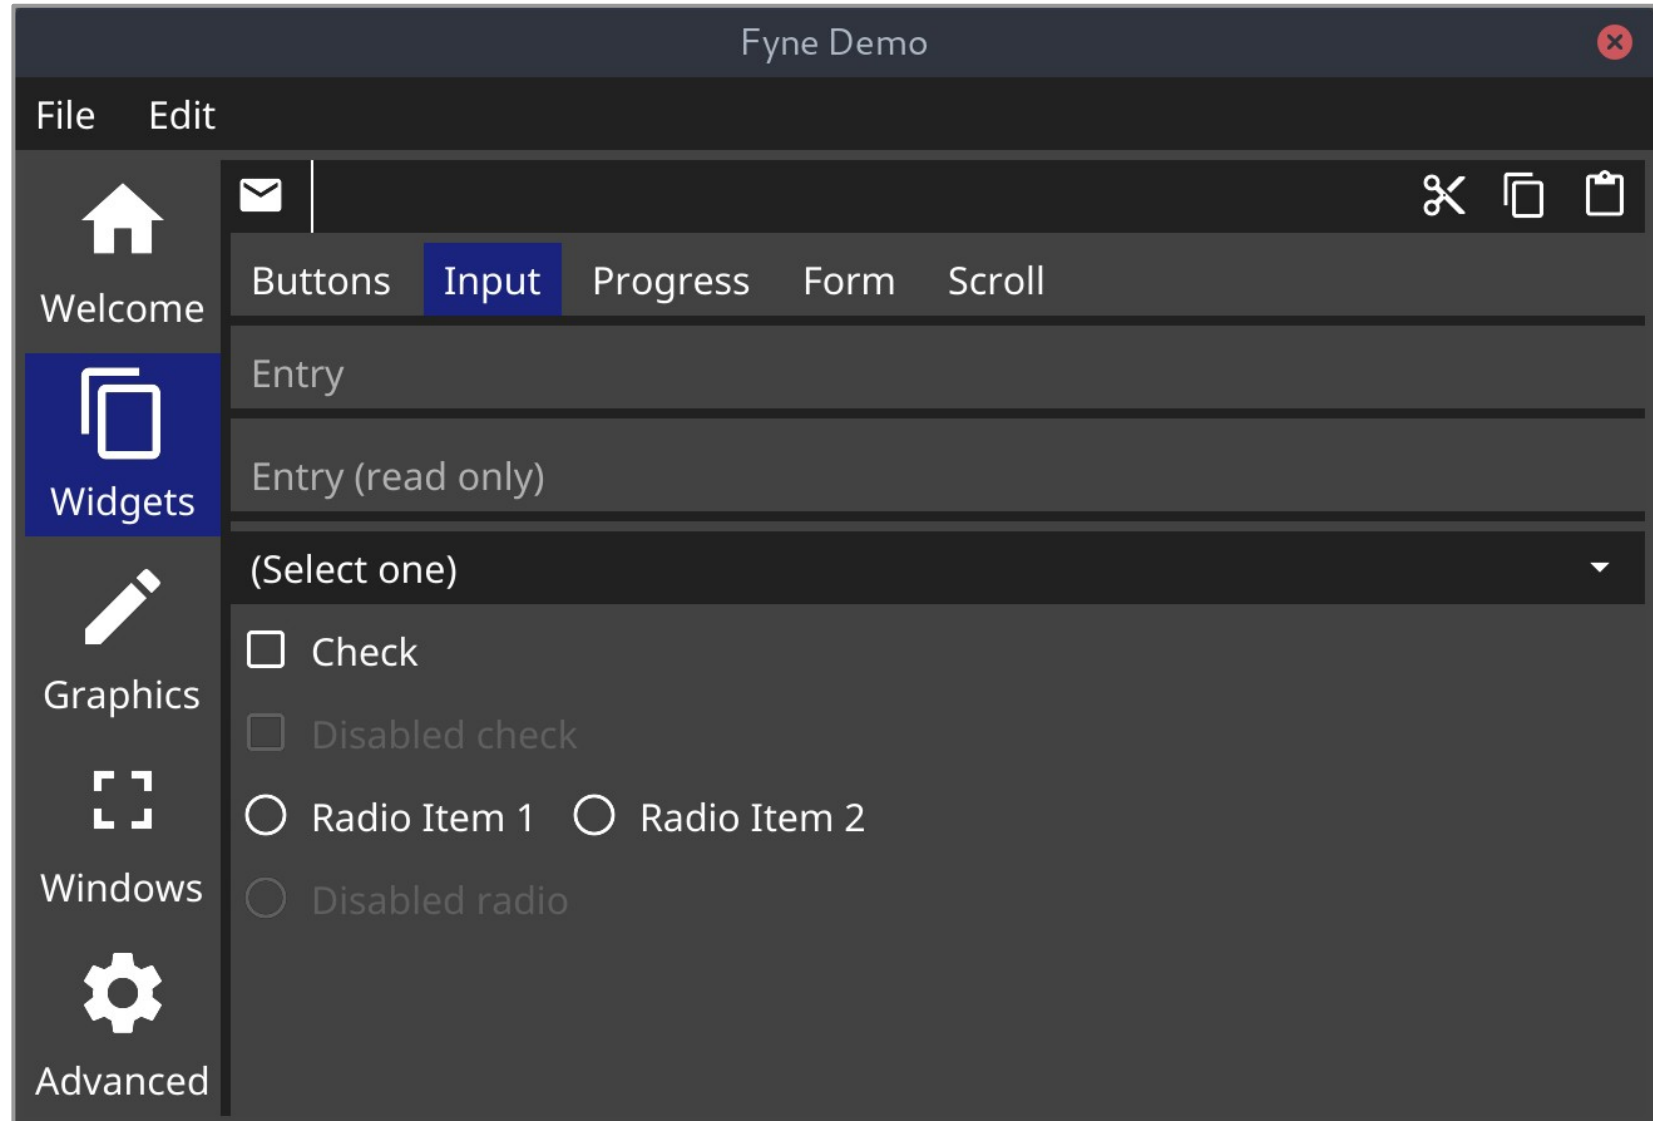 Fyne Demo
File Edit
Welcome
Widgets
Graphics
Windows
Advanced
Buttons Input Progress Form Scroll
Entry
Entry (read only)
(Select one)
Check
Disabled check
Radio Item 1 Radio Item 2
Disabled radio